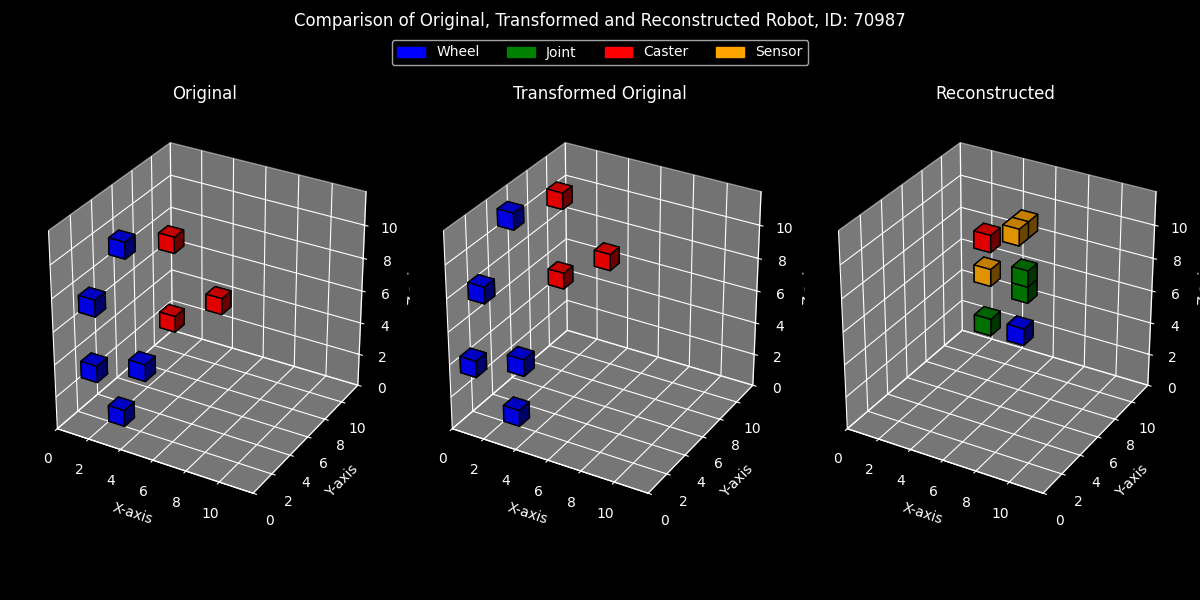 Comparison of Original, Transformed and Reconstructed Robot, ID: 70987
Wheel Joint Caster Sensor
Original Transformed Original Reconstructed
10 10 10
8 8 8
6 6 6
4 4 4
2 2 2
0 0 0
10 10 10
8 8 8
6 6 6
4 4 4
2 2 2
0 0 0
0 2 4 6 8 10 0 2 4 6 8 10 0 2 4 6 8 10
X-axis Y-axis X-axis Y-axis X-axis Y-axis